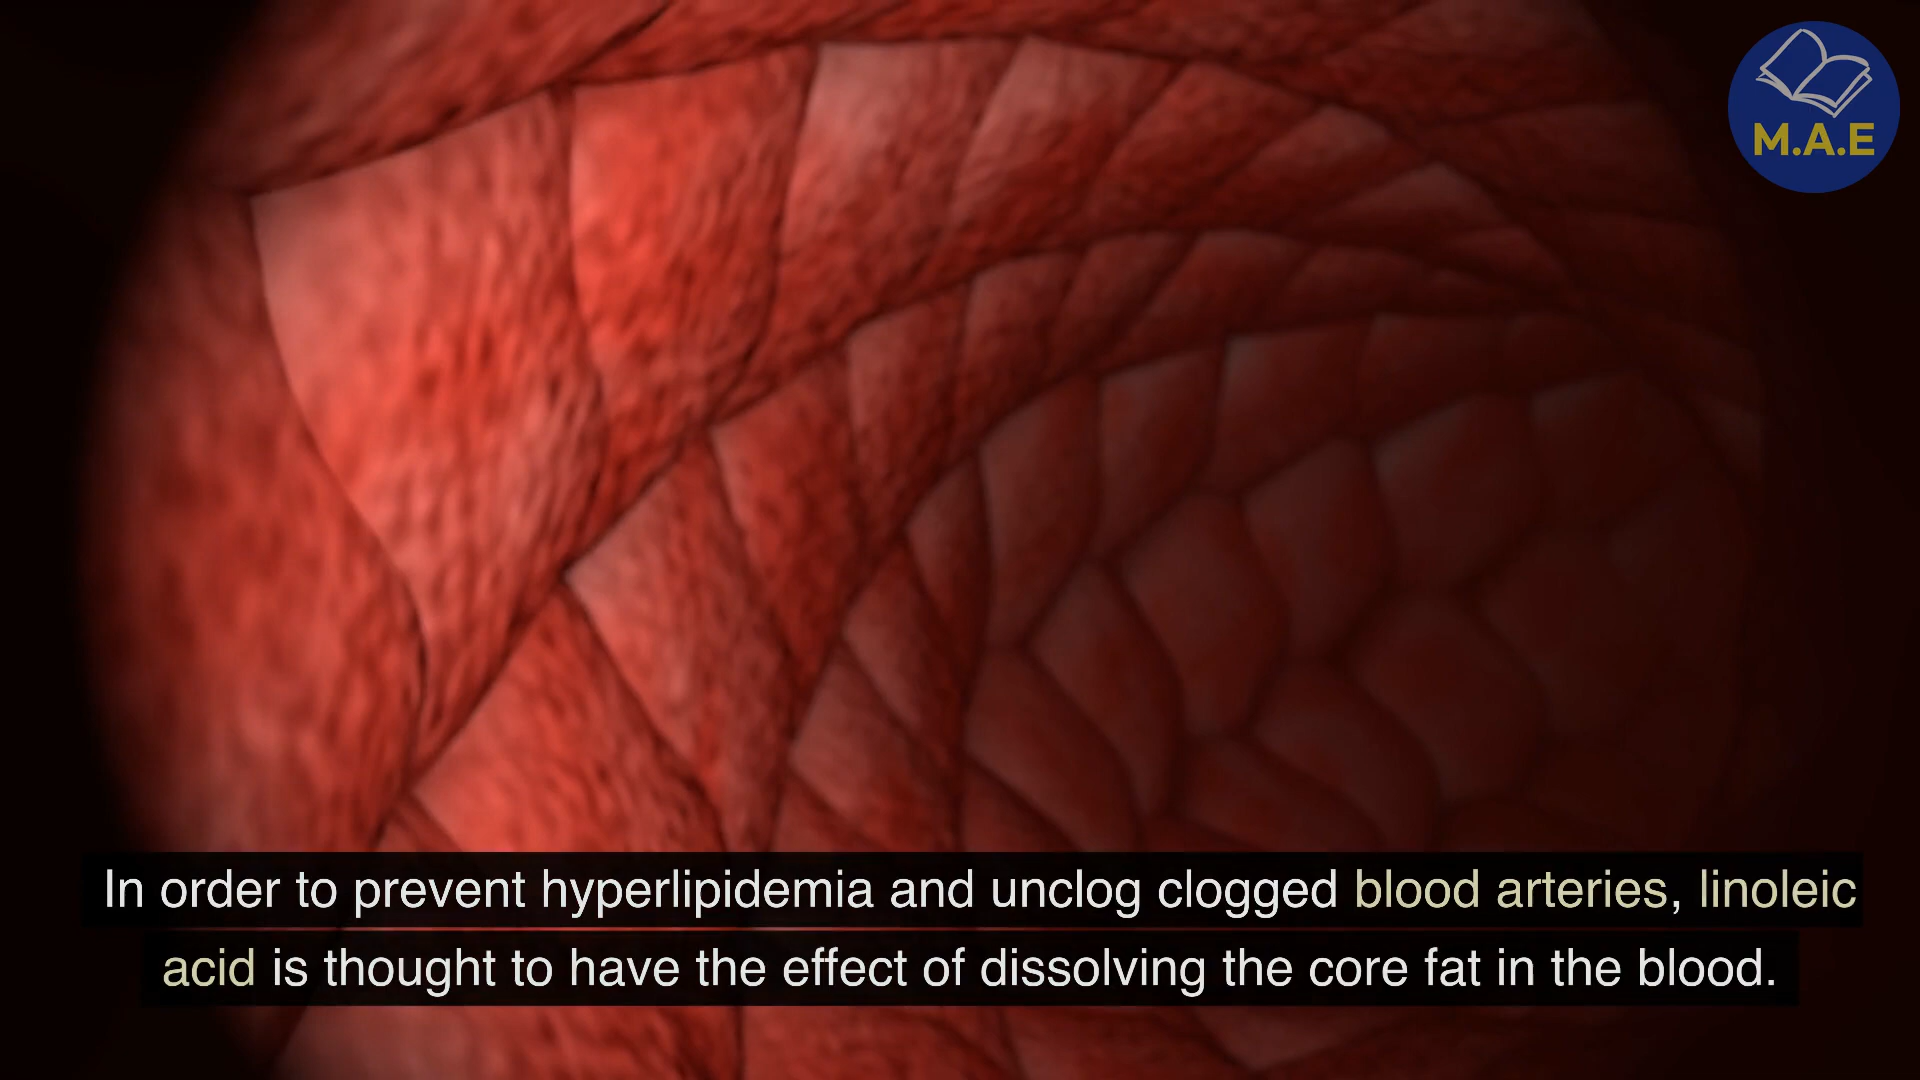 M.A.E
In order to prevent hyperlipidemia and unclog clogged blood arteries, linoleic
acid is thought to have the effect of dissolving the core fat in the blood.